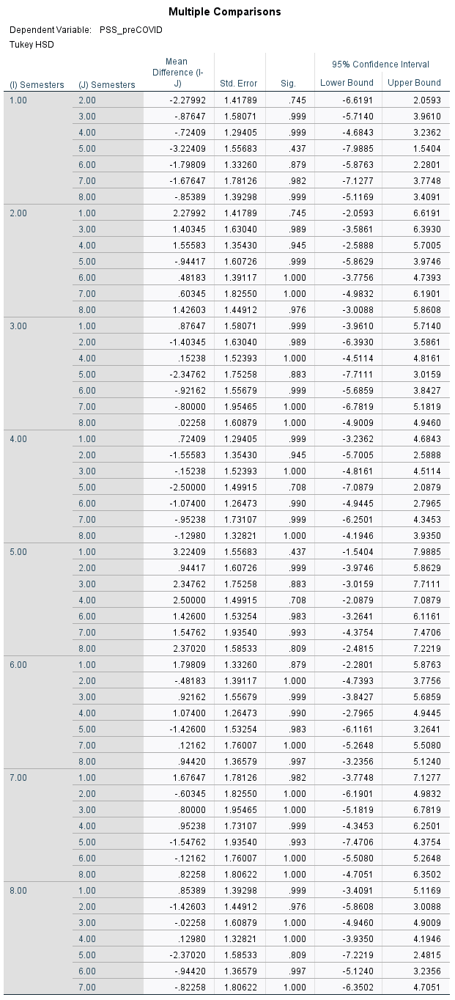 Multiple Comparisons
Dependent Variable: PSS_preCOVID
Tukey HSD
(I) Semesters (J) Semesters Mean Difference (I-J) Std. Error Sig. 95% Confidence Interval
Lower Bound Upper Bound
1.00 2.00 -2.27992 1.41789 .745 -6.6191 2.0593
3.00 -.87647 1.58071 .999 -5.7140 3.9610
4.00 -.72409 1.29405 .999 -4.6843 3.2362
5.00 -3.22409 1.55683 .437 -7.9885 1.5404
6.00 -1.79809 1.33260 .879 -5.8763 2.2801
7.00 -1.67647 1.78126 .982 -7.1277 3.7748
8.00 -.85389 1.39298 .999 -5.1169 3.4091
2.00 1.00 2.27992 1.41789 .745 -2.0593 6.6191
3.00 1.40345 1.63040 .989 -3.5861 6.3930
4.00 1.55583 1.35430 .945 -2.5888 5.7005
5.00 -.94417 1.60726 .999 -5.8629 3.9746
6.00 .48183 1.39117 1.000 -3.7756 4.7393
7.00 .60345 1.82550 1.000 -4.9832 6.1901
8.00 1.42603 1.44912 .976 -3.0088 5.8608
3.00 1.00 .87647 1.58071 .999 -3.9610 5.7140
2.00 -1.40345 1.63040 .989 -6.3930 3.5861
4.00 .15238 1.52393 1.000 -4.5114 4.8161
5.00 -2.34762 1.75258 .883 -7.7111 3.0159
6.00 -.92162 1.55679 .999 -5.6859 3.8427
7.00 -.80000 1.95465 1.000 -6.7819 5.1819
8.00 .02258 1.60879 1.000 -4.9009 4.9460
4.00 1.00 .72409 1.29405 .999 -3.2362 4.6843
2.00 -1.55583 1.35430 .945 -5.7005 2.5888
3.00 -.15238 1.52393 1.000 -4.8161 4.5114
5.00 -2.50000 1.49915 .708 -7.0879 2.0879
6.00 -1.07400 1.26473 .990 -4.9445 2.7965
7.00 -.95238 1.73107 .999 -6.2501 4.3453
8.00 -.12980 1.32821 1.000 -4.1946 3.9350
5.00 1.00 3.22409 1.55683 .437 -1.5404 7.9885
2.00 .94417 1.60726 .999 -3.9746 5.8629
3.00 2.34762 1.75258 .883 -3.0159 7.7111
4.00 2.50000 1.49915 .708 -2.0879 7.0879
6.00 1.42600 1.53254 .983 -3.2641 6.1161
7.00 1.54762 1.93540 .993 -4.3754 7.4706
8.00 2.37020 1.58533 .809 -2.4815 7.2219
6.00 1.00 1.79809 1.33260 .879 -2.2801 5.8763
2.00 -.48183 1.39117 1.000 -4.7393 3.7756
3.00 .92162 1.55679 .999 -3.8427 5.6859
4.00 1.07400 1.26473 .990 -2.7965 4.9445
5.00 -1.42600 1.53254 .983 -6.1161 3.2641
7.00 .12162 1.76007 1.000 -5.2648 5.5080
8.00 .94420 1.36579 .997 -3.2356 5.1240
7.00 1.00 1.67647 1.78126 .982 -3.7748 7.1277
2.00 -.60345 1.82550 1.000 -6.1901 4.9832
3.00 .80000 1.95465 1.000 -5.1819 6.7819
4.00 .95238 1.73107 .999 -4.3453 6.2501
5.00 -1.54762 1.93540 .993 -7.4706 4.3754
6.00 -.12162 1.76007 1.000 -5.5080 5.2648
8.00 .82258 1.80622 1.000 -4.7051 6.3502
8.00 1.00 .85389 1.39298 .999 -3.4091 5.1169
2.00 -1.42603 1.44912 .976 -5.8608 3.0088
3.00 -.02258 1.60879 1.000 -4.9460 4.9009
4.00 .12980 1.32821 1.000 -3.9350 4.1946
5.00 -2.37020 1.58533 .809 -7.2219 2.4815
6.00 -.94420 1.36579 .997 -5.1240 3.2356
7.00 -.82258 1.80622 1.000 -6.3502 4.7051